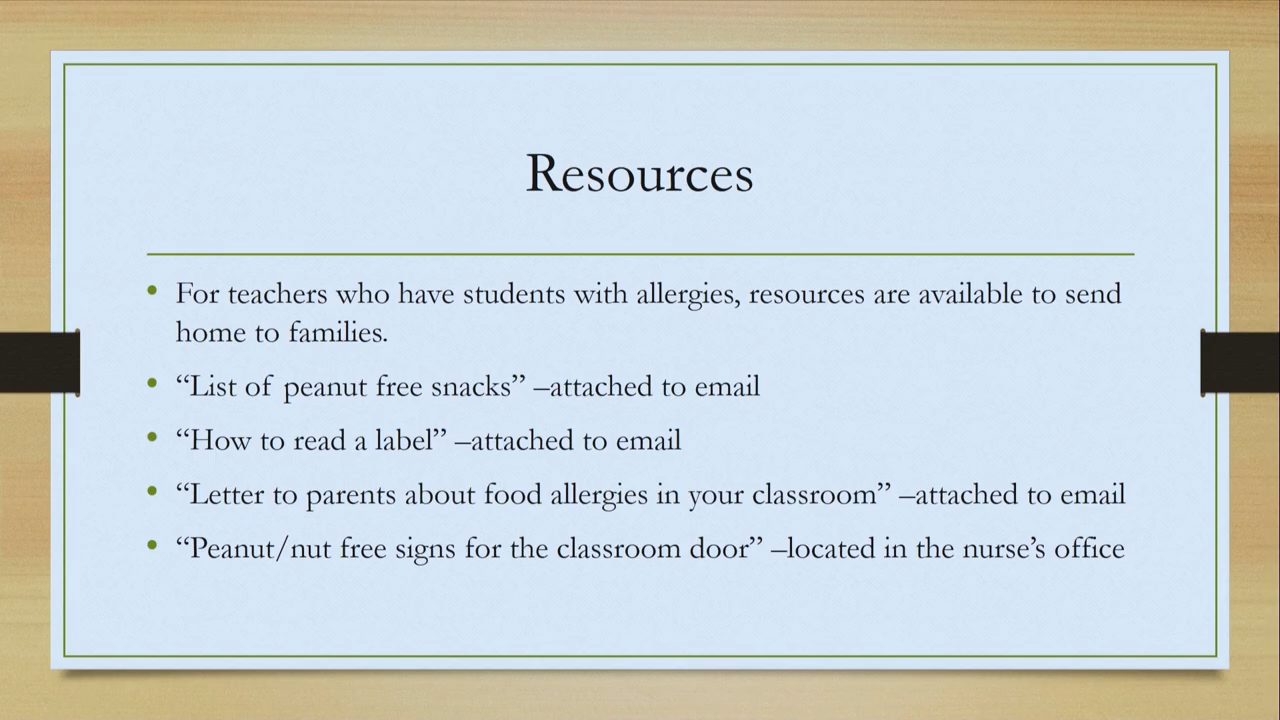 Resources
• For teachers who have students with allergies, resources are available to send
home to families.
• “List of peanut free snacks” –attached to email
• “How to read a label” –attached to email
• “Letter to parents about food allergies in your classroom” –attached to email
• “Peanut/nut free signs for the classroom door” –located in the nurse’s office